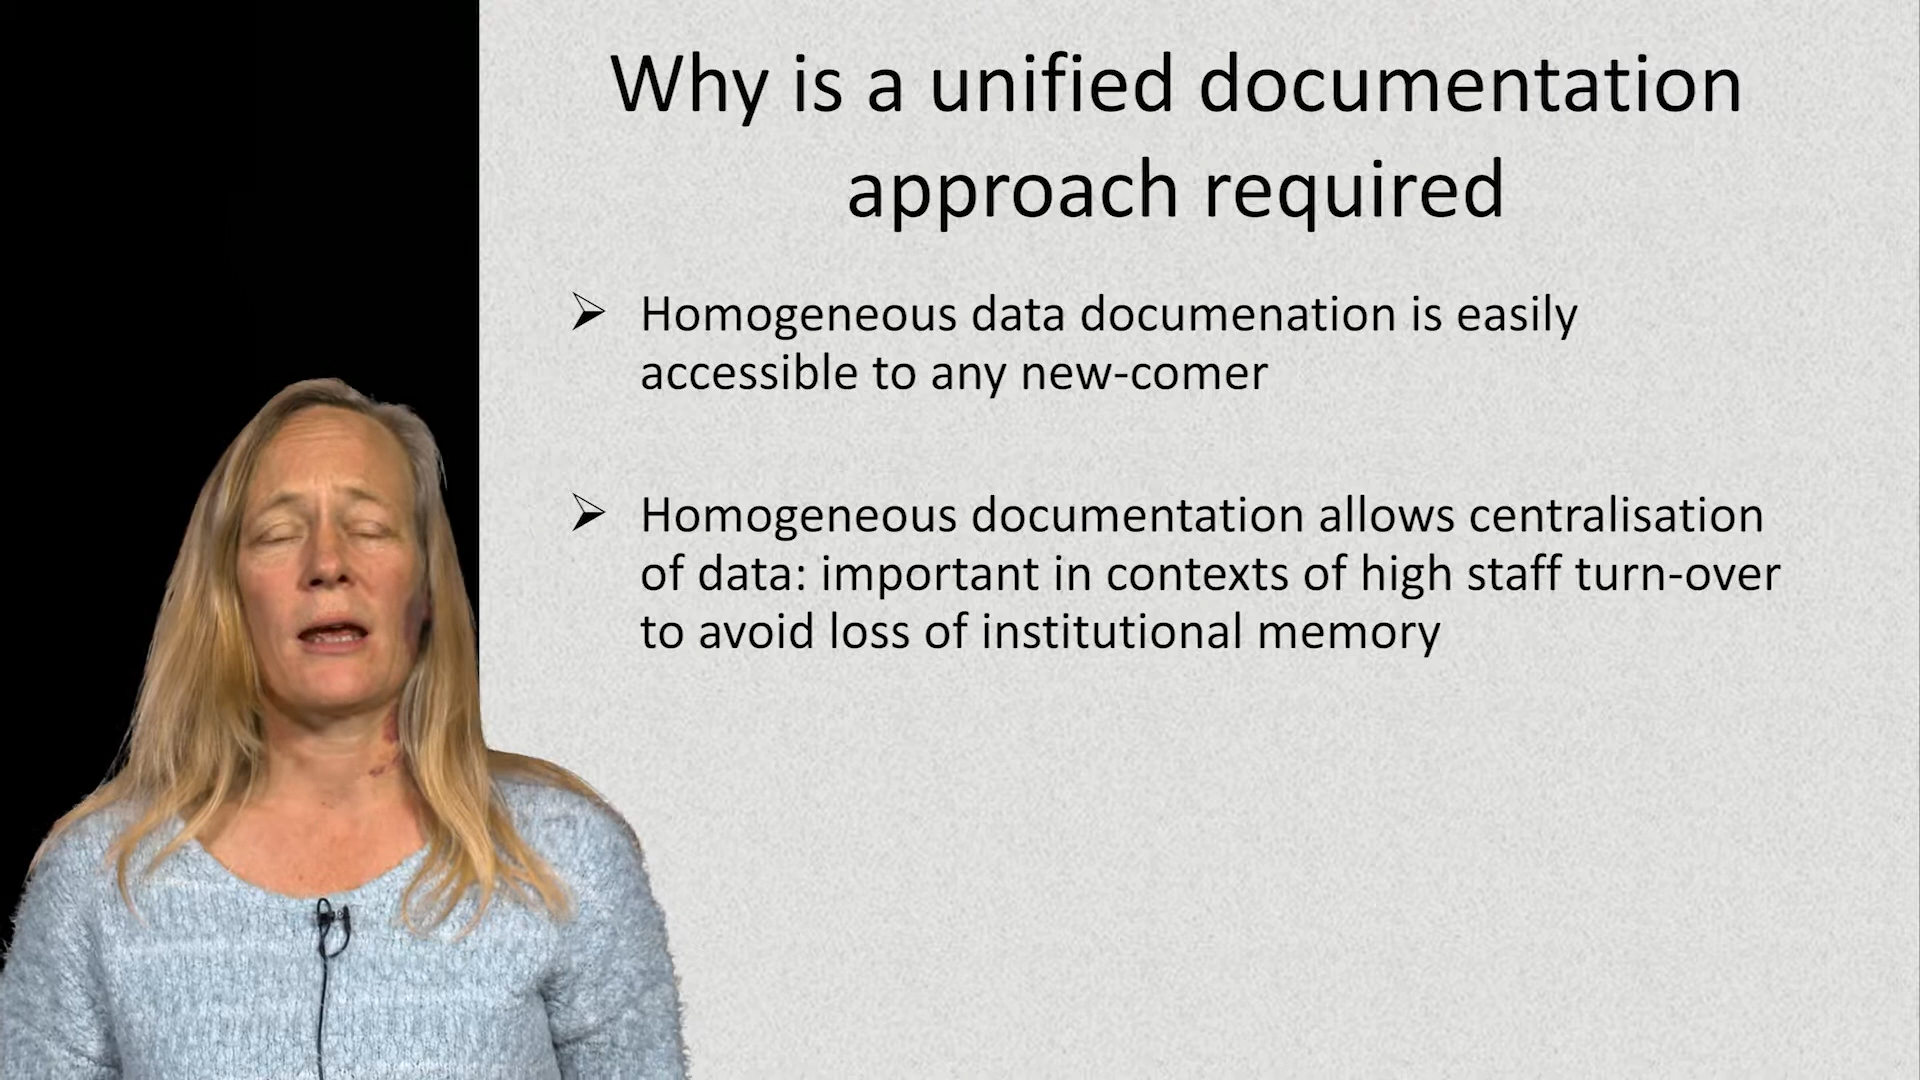 Why is a unified documentation
approach required
Homogeneous data documenation is easily
accessible to any new-comer
Homogeneous documentation allows centralisation
of data: important in contexts of high staff turn-over
to avoid loss of institutional memory